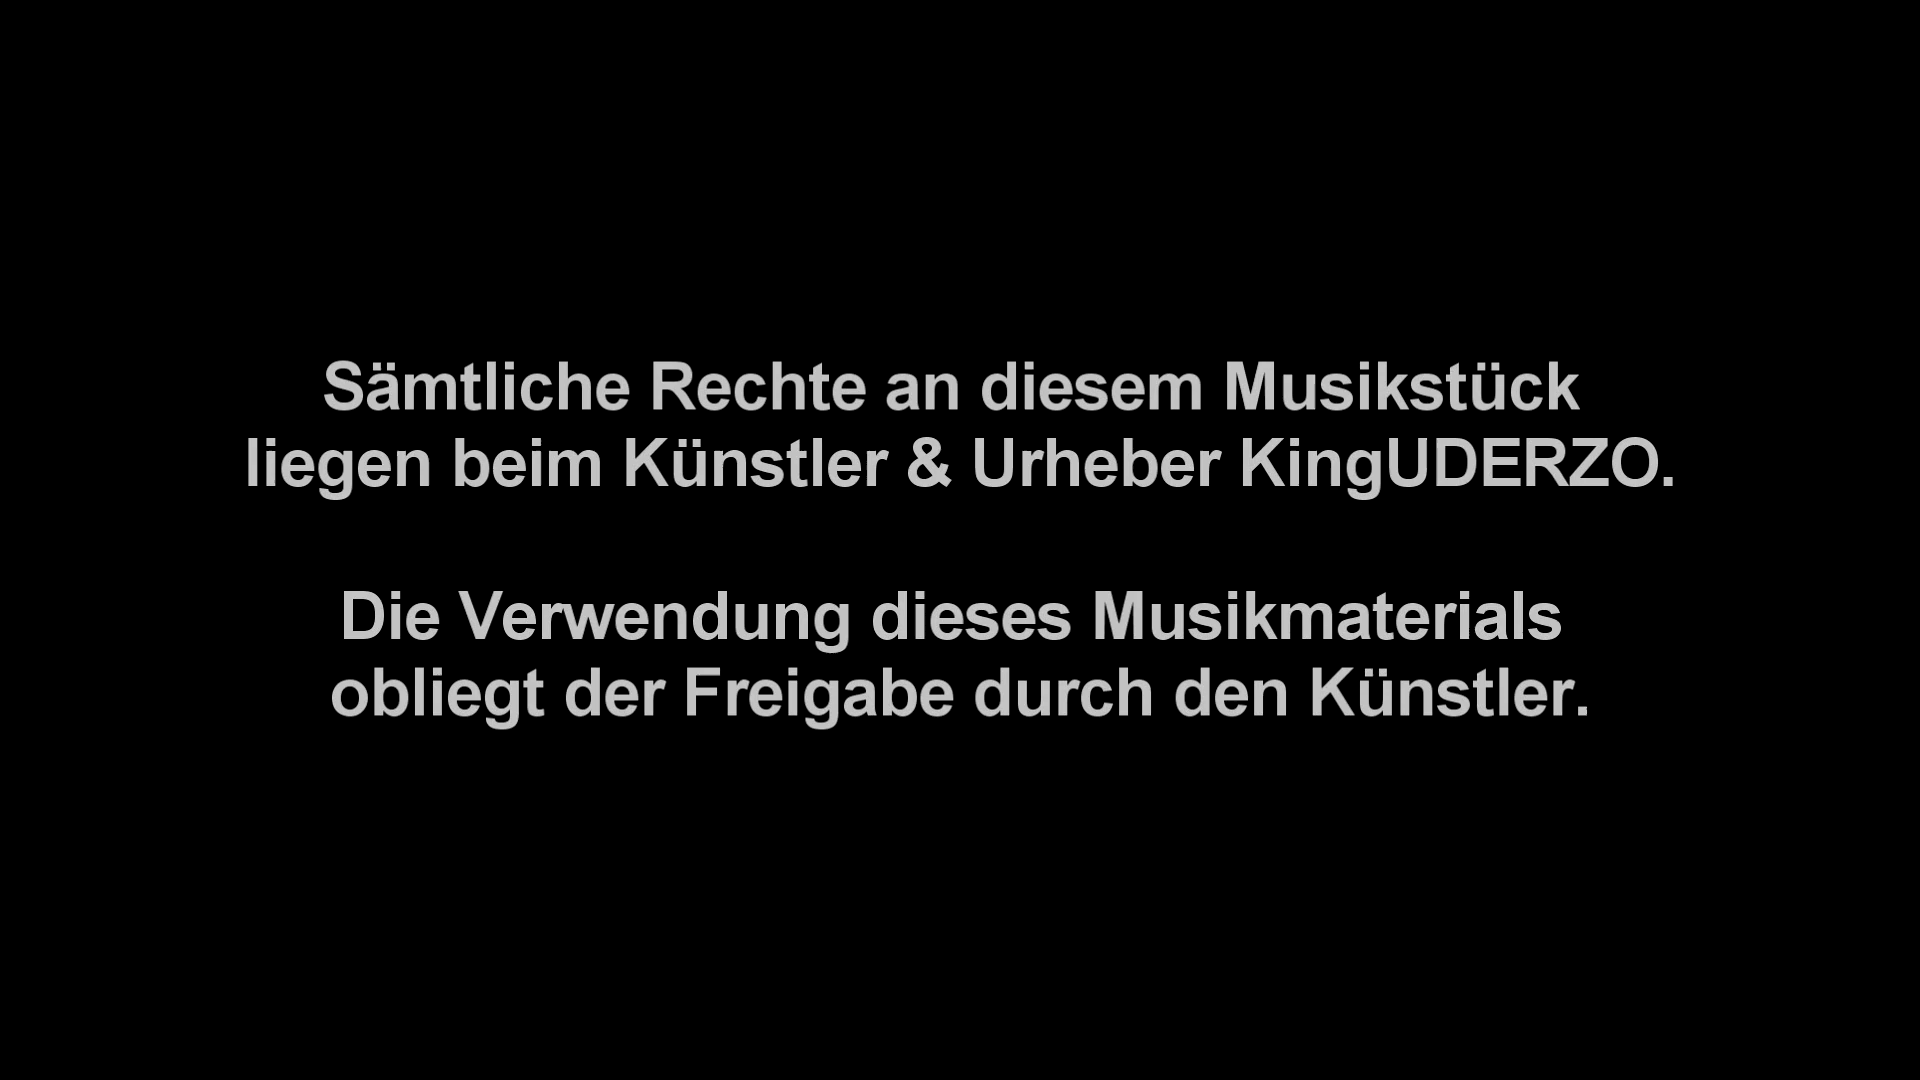 Sämtliche Rechte an diesem Musikstück
liegen beim Künstler & Urheber KingUDERZO.
Die Verwendung dieses Musikmaterials
obliegt der Freigabe durch den Künstler.